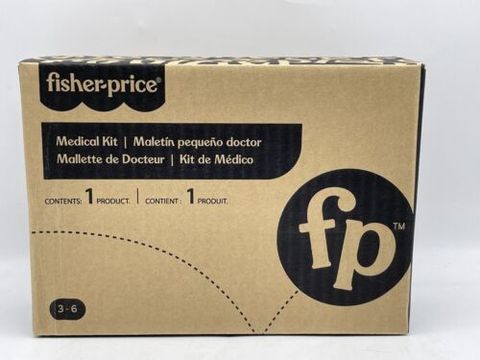 fisher-price®
Medical Kit | Maletín pequeño doctor
Mallette de Docteur | Kit de Médico
CONTENTS: 1 PRODUCT. | CONTIENT : 1 PRODUIT.
fp™
3-6